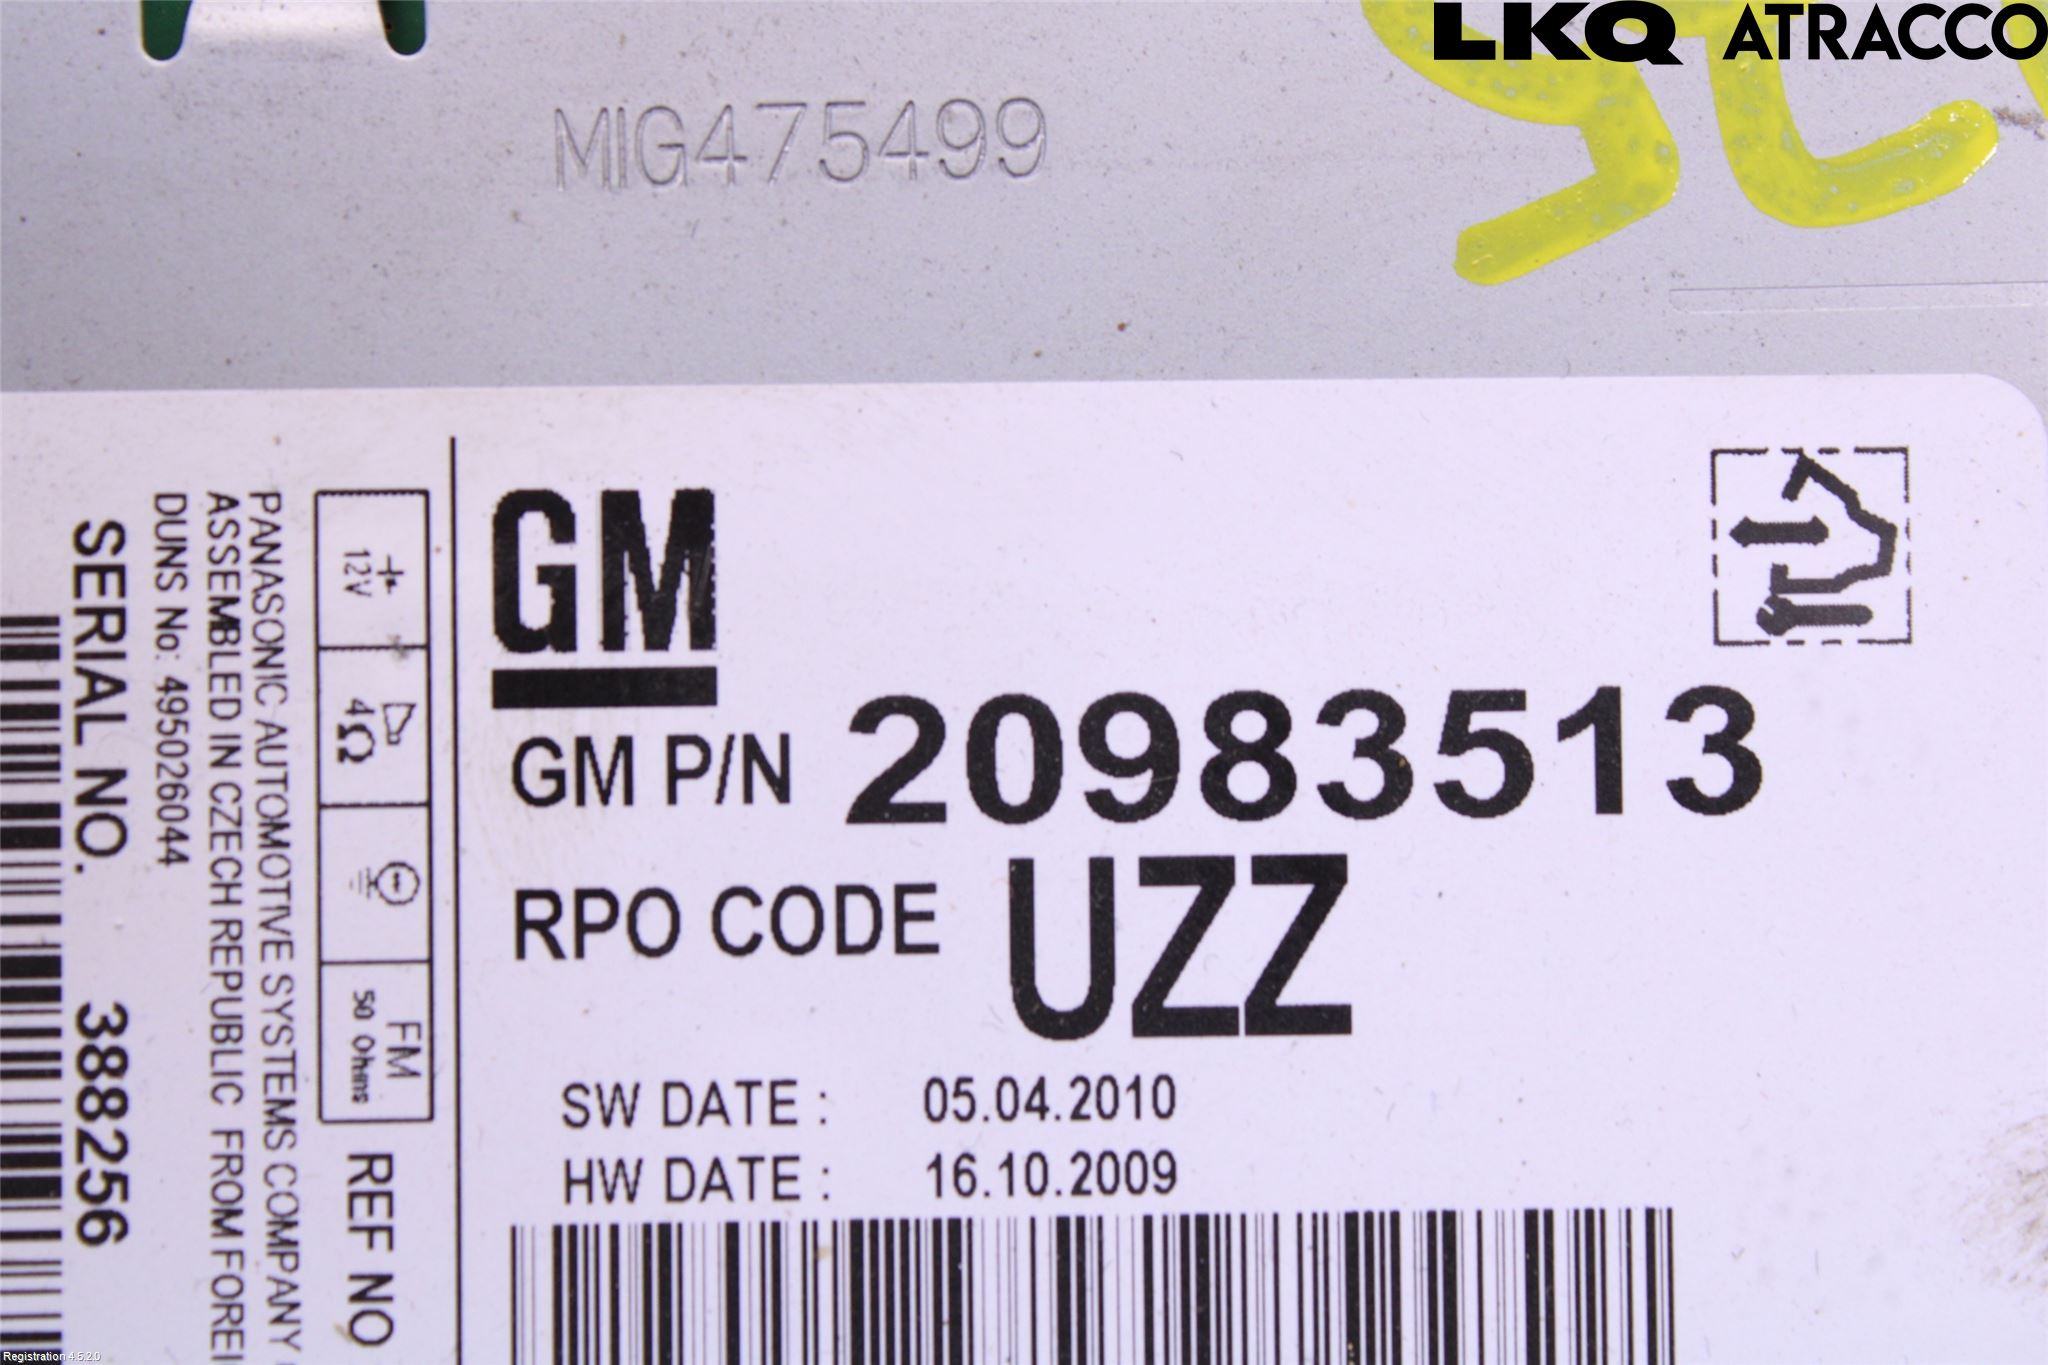 LKQ ATRACCO
MIG475499
GM
GM P/N 20983513
RPO CODE UZZ
SW DATE : 05.04.2010
HW DATE : 16.10.2009
12V
4Ω
FM
50 Ohms
REF NO
PANASONIC AUTOMOTIVE SYSTEMS COMPANY
ASSEMBLED IN CZECH REPUBLIC FROM FOREI
DUNS No: 495026044
SERIAL NO. 388256
Registration 4.5.2.0